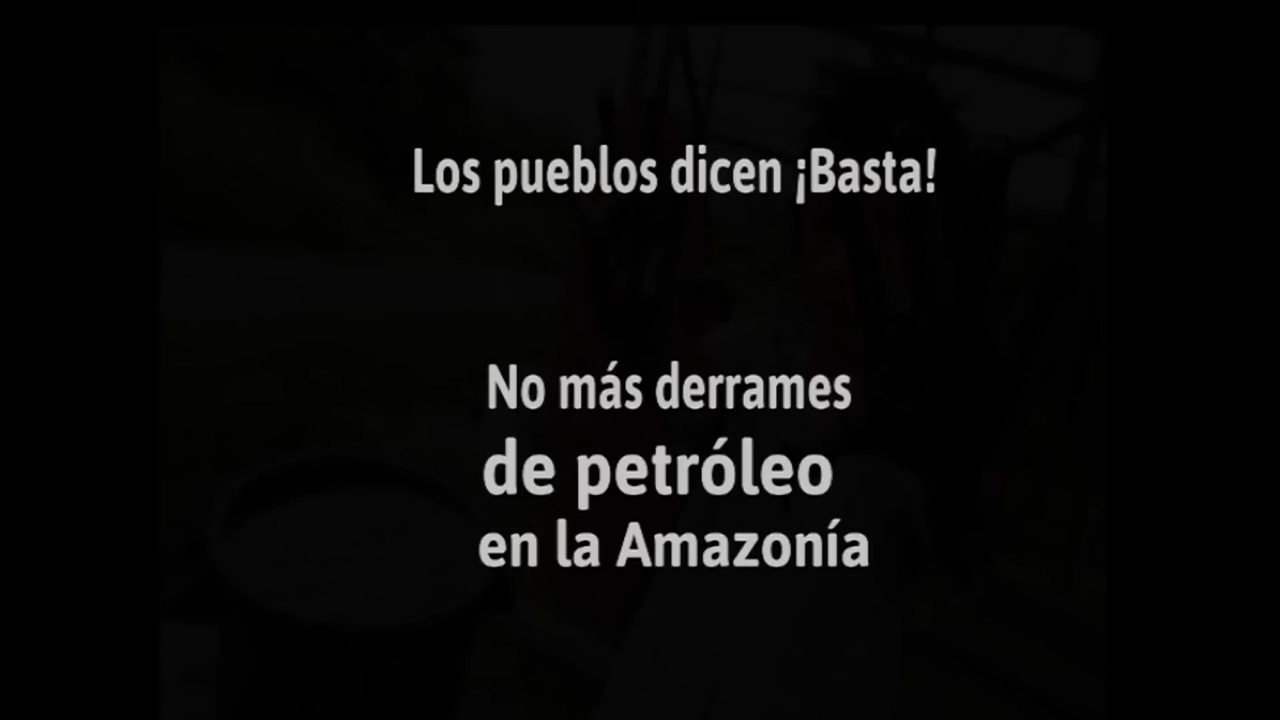 Los pueblos dicen ¡Basta!
No más derrames
de petróleo
en la Amazonía